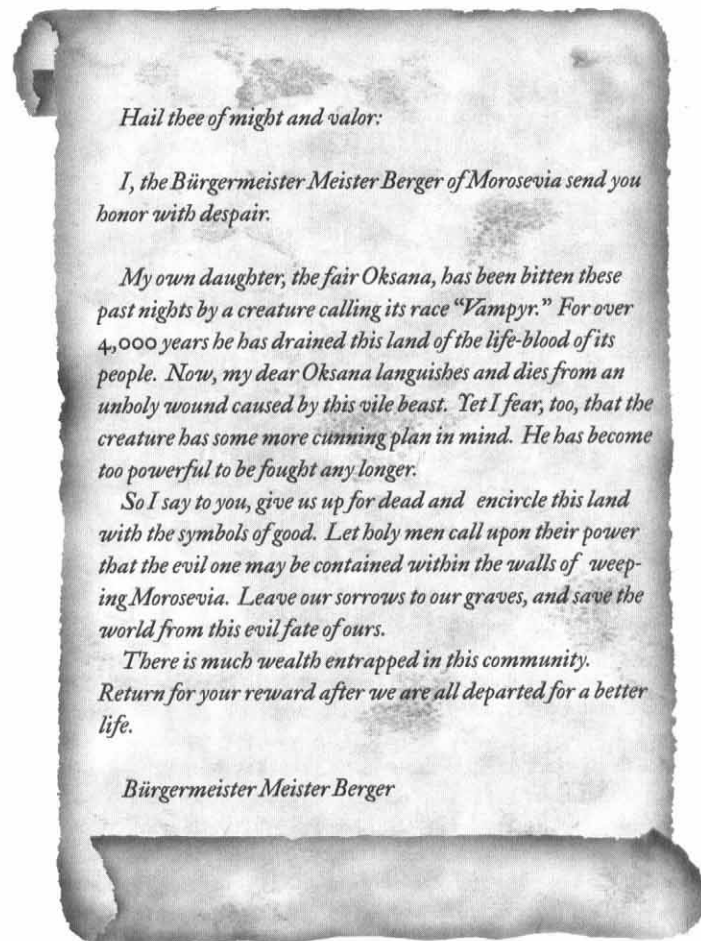 Hail thee of might and valor:
I, the Bürgermeister Meister Berger of Morosevia send you
honor with despair.
My own daughter, the fair Oksana, has been bitten these
past nights by a creature calling its race “Vampyr.” For over
4,000 years he has drained this land of the life-blood of its
people. Now, my dear Oksana languishes and dies from an
unholy wound caused by this vile beast. Yet I fear, too, that the
creature has some more cunning plan in mind. He has become
too powerful to be fought any longer.
So I say to you, give us up for dead and encircle this land
with the symbols of good. Let holy men call upon their power
that the evil one may be contained within the walls of weep-
ing Morosevia. Leave our sorrows to our graves, and save the
world from this evil fate of ours.
There is much wealth entrapped in this community.
Return for your reward after we are all departed for a better
life.
Bürgermeister Meister Berger